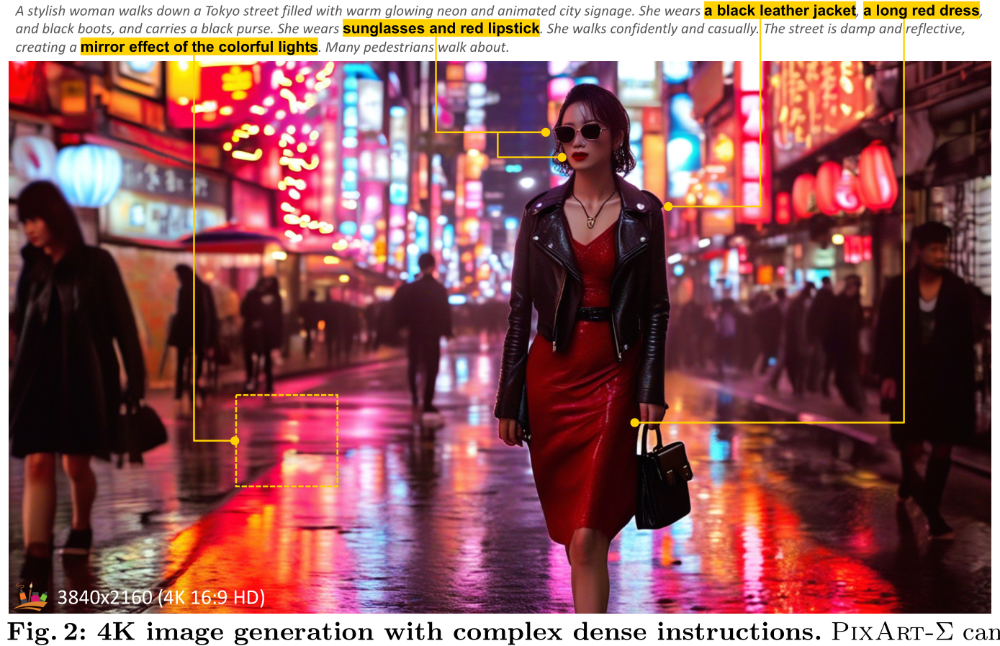 A stylish woman walks down a Tokyo street filled with warm glowing neon and animated city signage. She wears a black leather jacket, a long red dress,
and black boots, and carries a black purse. She wears sunglasses and red lipstick. She walks confidently and casually. The street is damp and reflective,
creating a mirror effect of the colorful lights. Many pedestrians walk about.
3840x2160 (4K 16:9 HD)
Fig. 2: 4K image generation with complex dense instructions. PixArt-Σ can